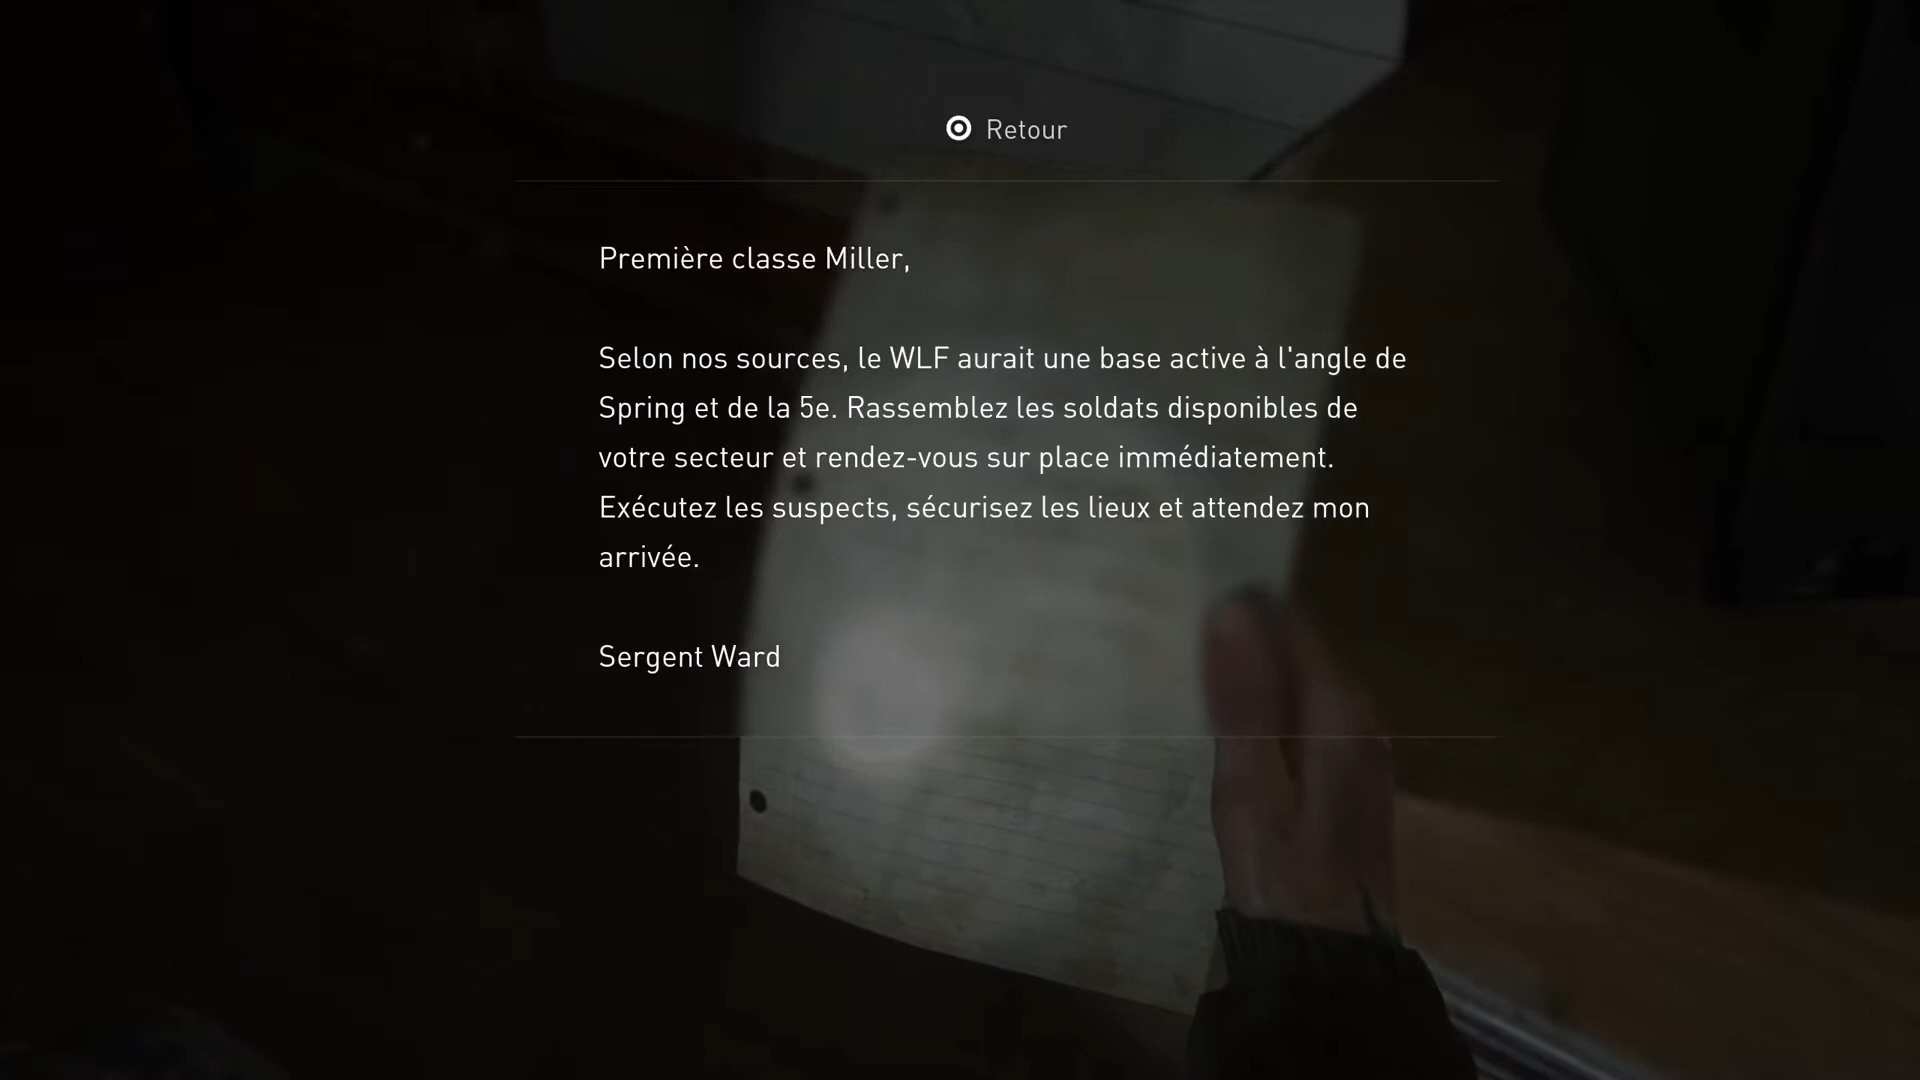 Retour
Première classe Miller,
Selon nos sources, le WLF aurait une base active à l'angle de
Spring et de la 5e. Rassemblez les soldats disponibles de
votre secteur et rendez-vous sur place immédiatement.
Exécutez les suspects, sécurisez les lieux et attendez mon
arrivée.
Sergent Ward